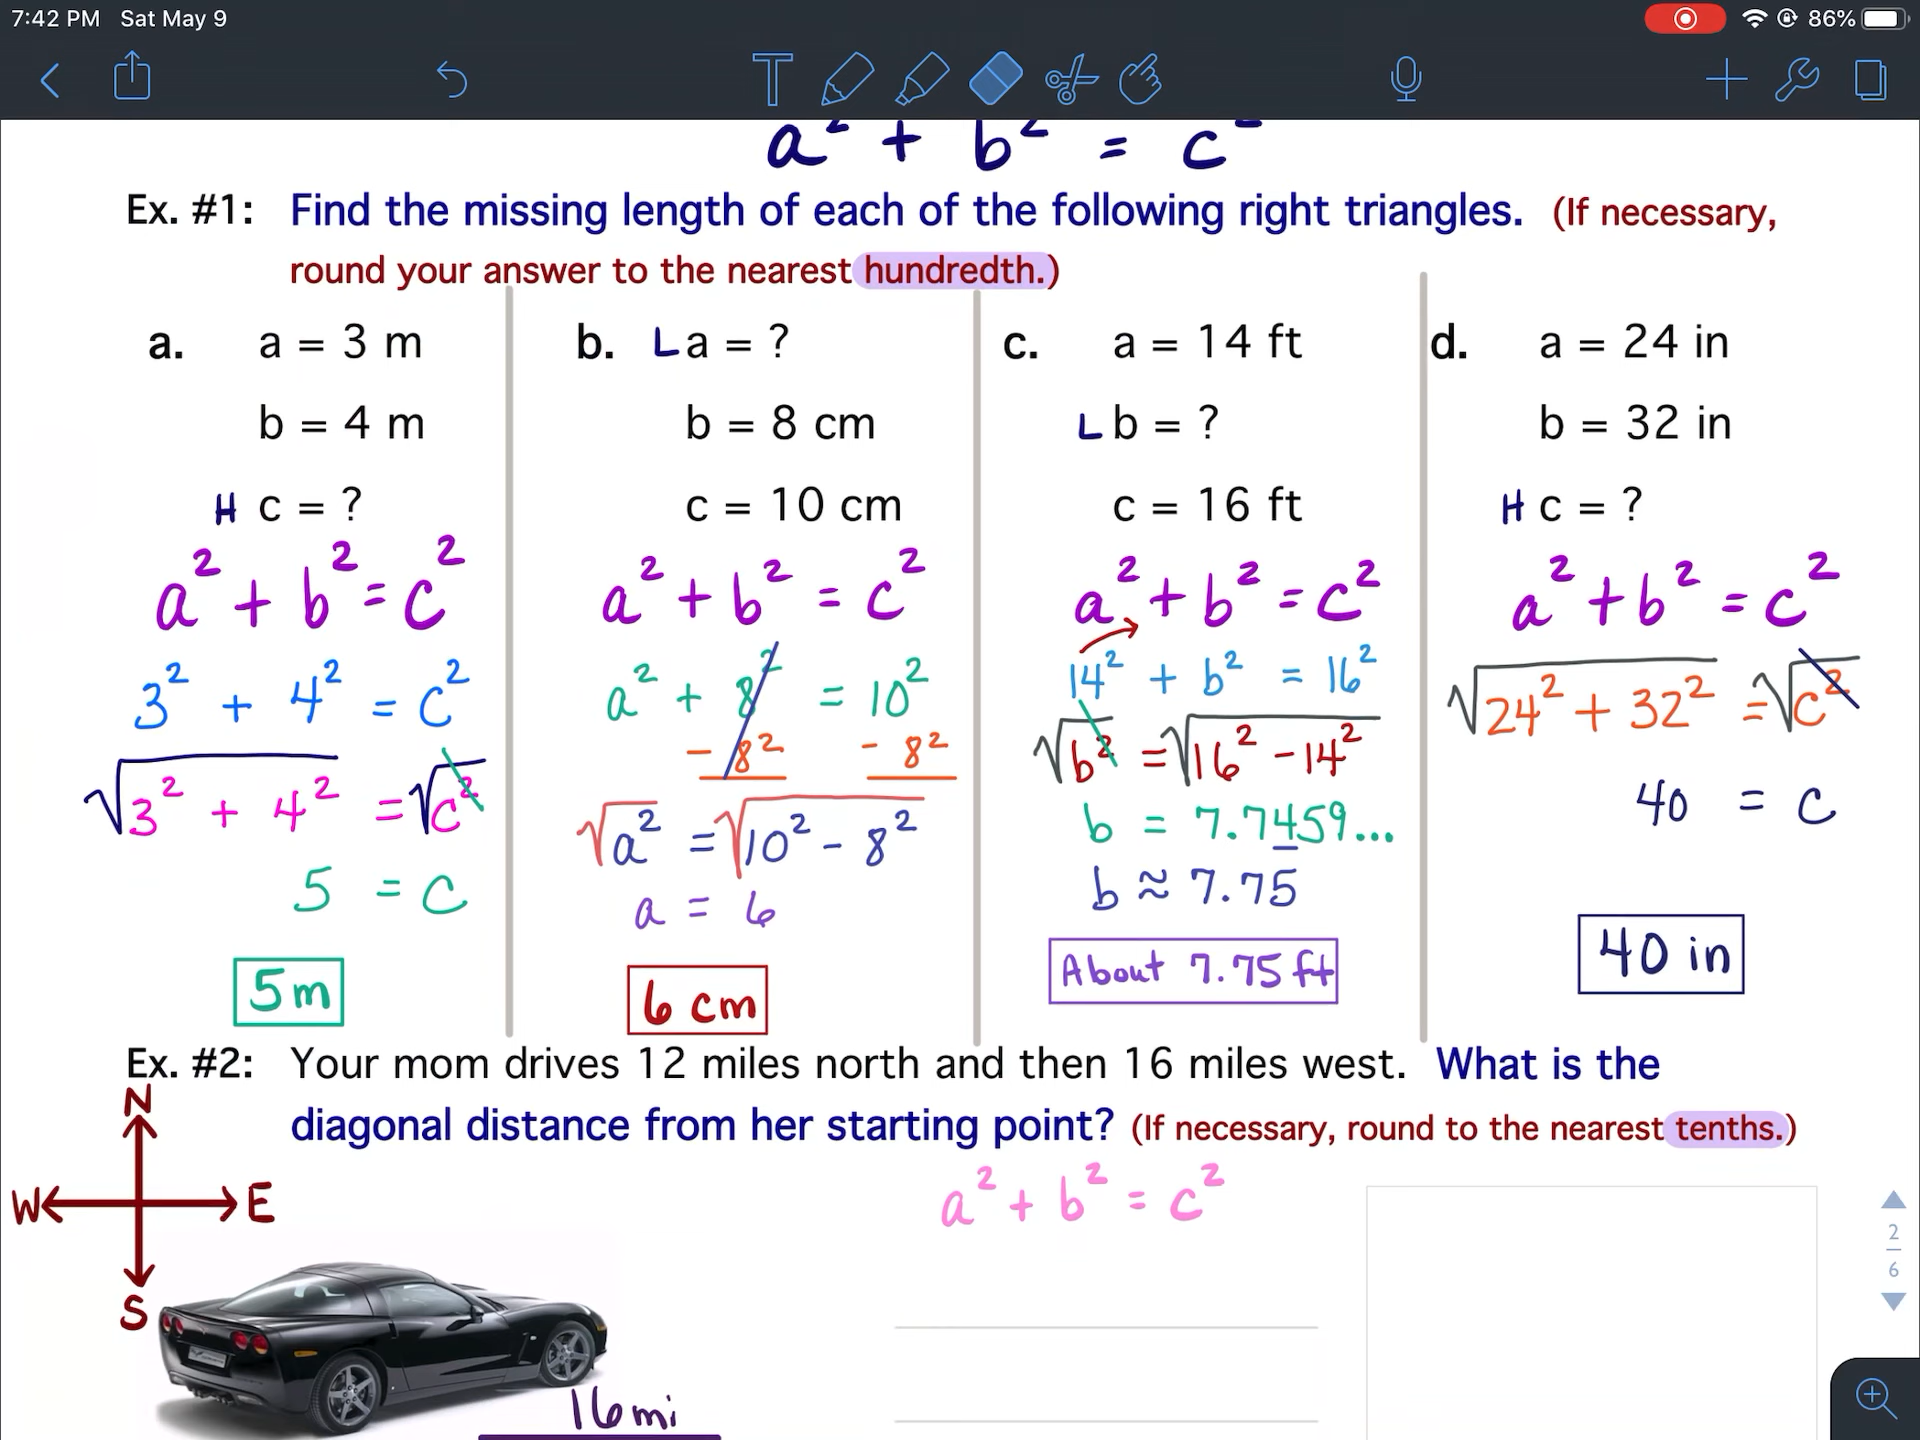 7:42 PM Sat May 9 86%
a² + b² = c²
Ex. #1: Find the missing length of each of the following right triangles. (If necessary,
round your answer to the nearest hundredth.)
a. a = 3 m
b = 4 m
H c = ?
a² + b² = c²
3² + 4² = c²
√3² + 4² = √c²
5 = c
5m
b. L a = ?
b = 8 cm
c = 10 cm
a² + b² = c²
a² + 8² = 10²
- 8² - 8²
√a² = √10² - 8²
a = 6
6 cm
c. a = 14 ft
L b = ?
c = 16 ft
a² + b² = c²
14² + b² = 16²
√b² = √16² - 14²
b = 7.7459...
b ≈ 7.75
About 7.75 ft
d. a = 24 in
b = 32 in
H c = ?
a² + b² = c²
√24² + 32² = √c²
40 = c
40 in
Ex. #2: Your mom drives 12 miles north and then 16 miles west. What is the
diagonal distance from her starting point? (If necessary, round to the nearest tenths.)
N
W E
S
a² + b² = c²
16mi
2
6